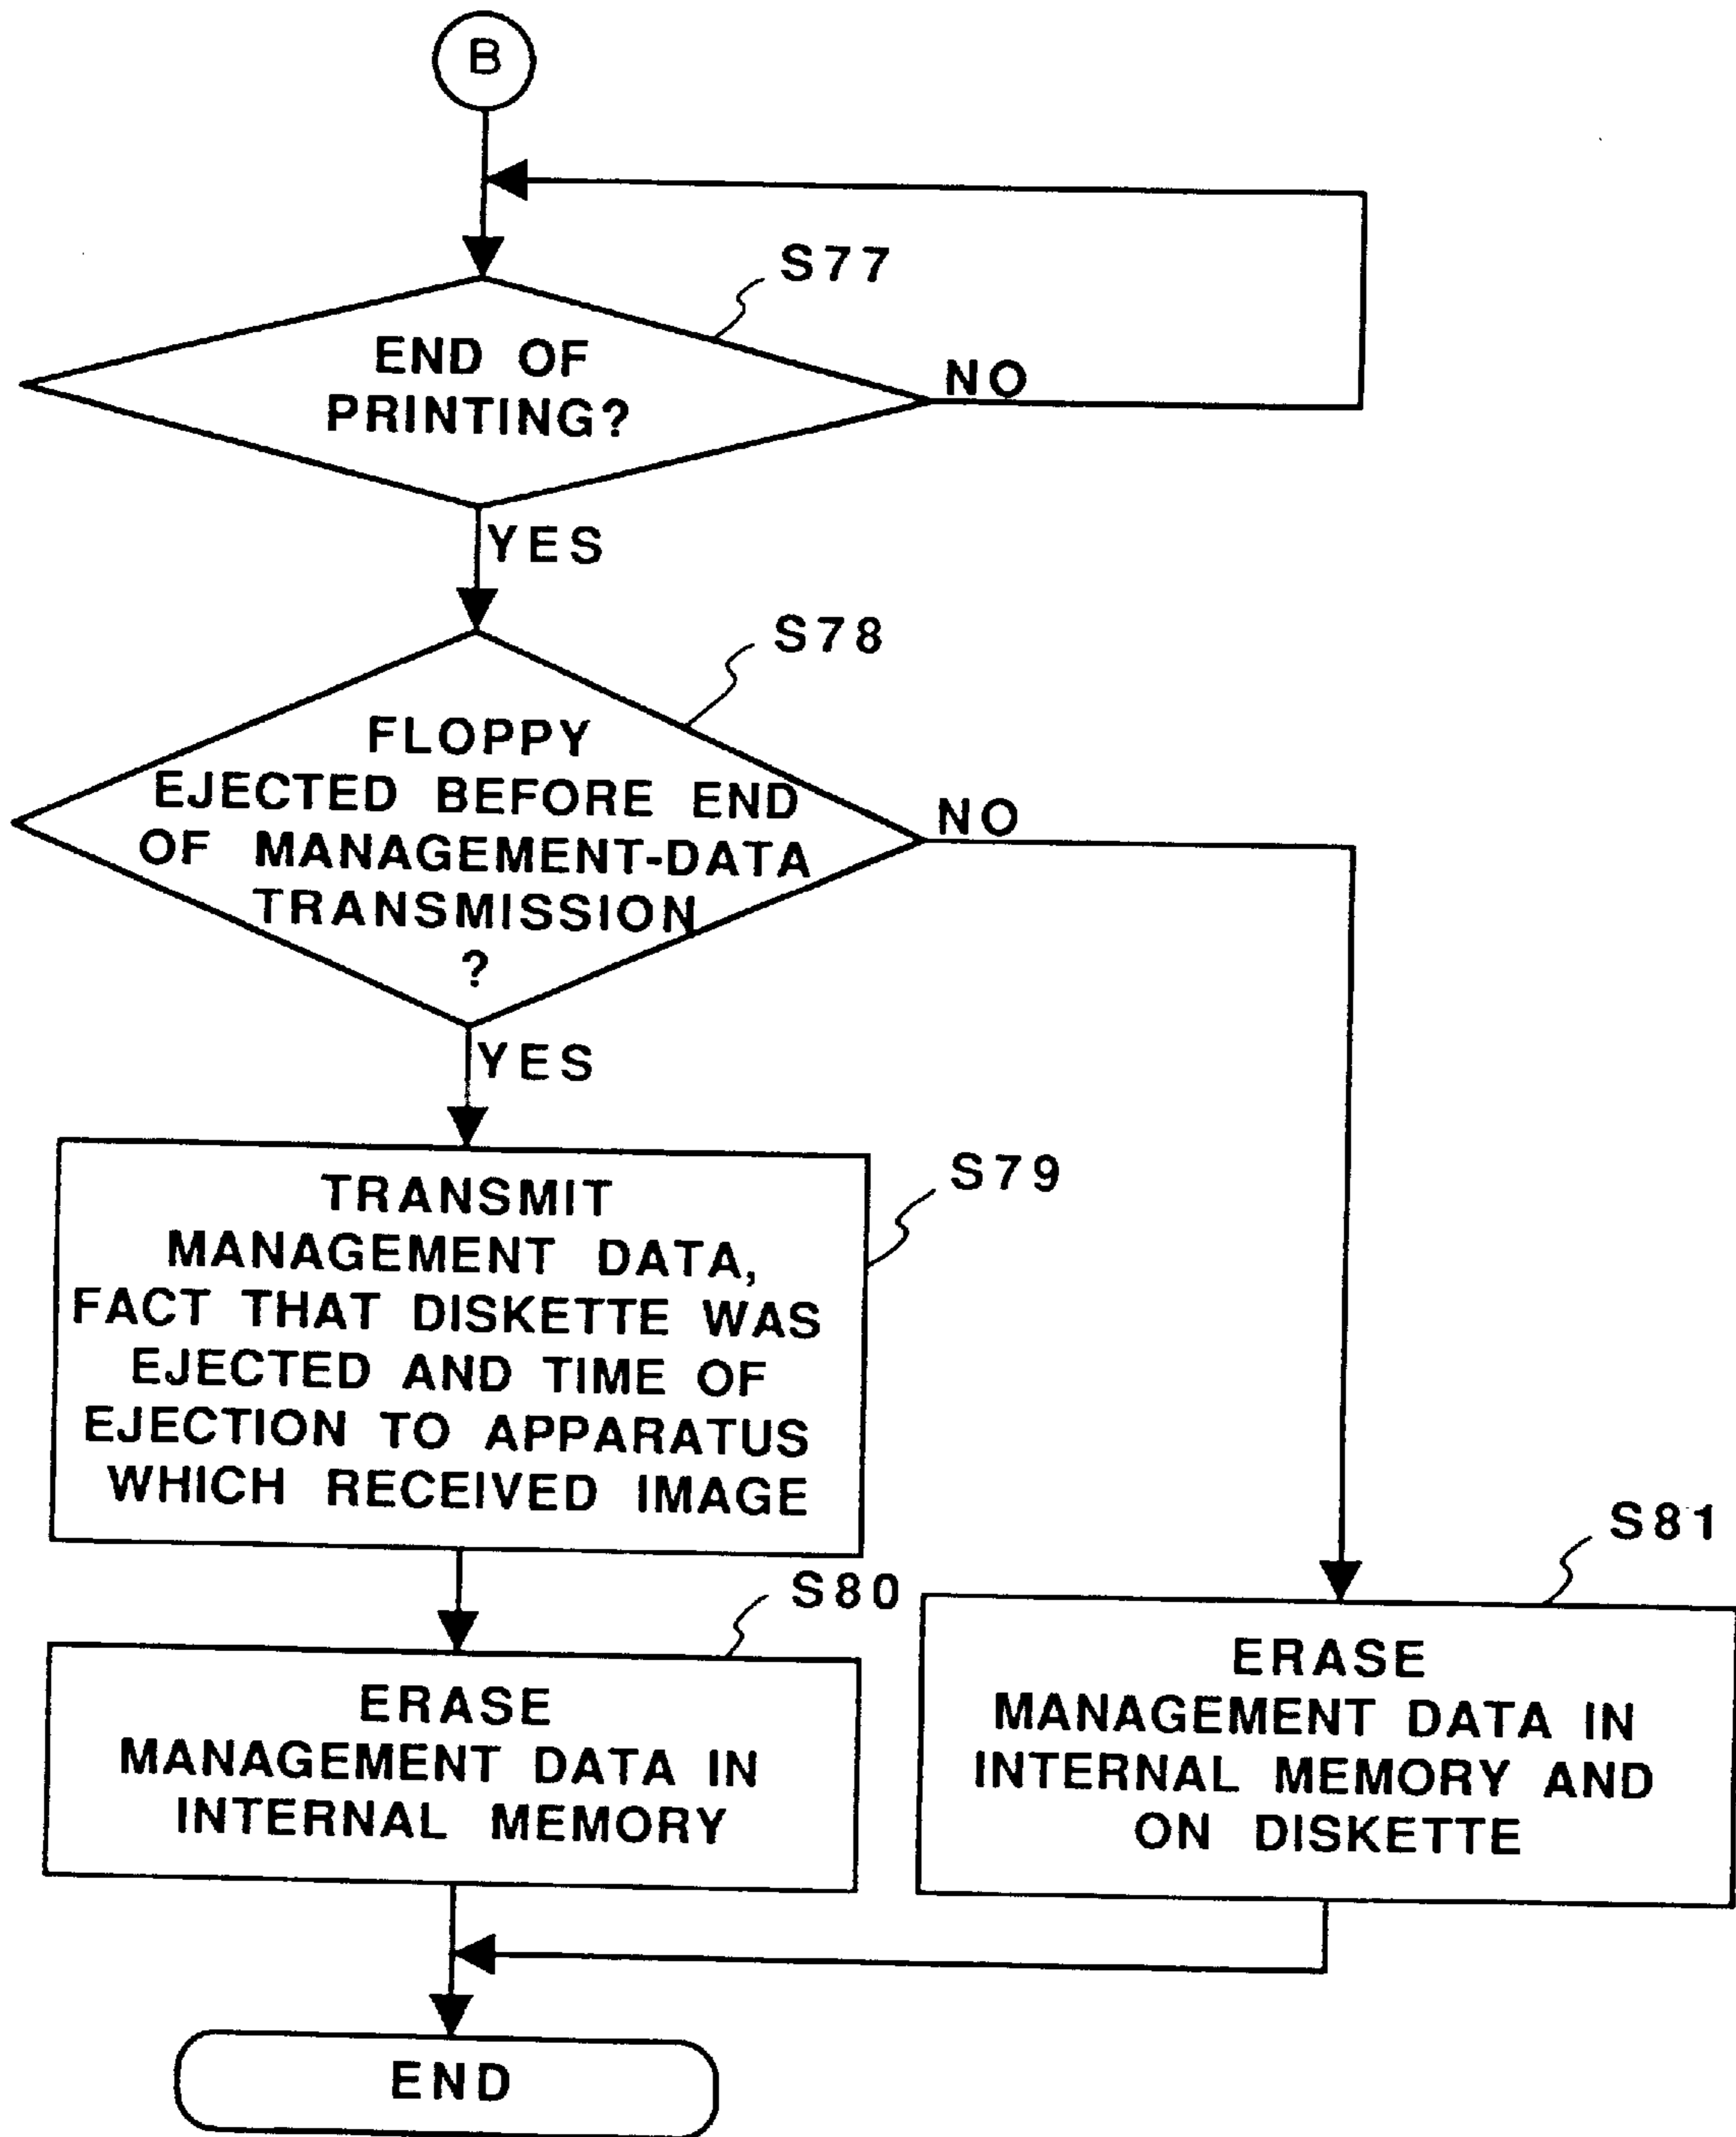 B
S77
END OF
PRINTING?
NO
YES
S78
FLOPPY
EJECTED BEFORE END
OF MANAGEMENT-DATA
TRANSMISSION
?
NO
YES
S79
TRANSMIT
MANAGEMENT DATA,
FACT THAT DISKETTE WAS
EJECTED AND TIME OF
EJECTION TO APPARATUS
WHICH RECEIVED IMAGE
S80
ERASE
MANAGEMENT DATA IN
INTERNAL MEMORY
S81
ERASE
MANAGEMENT DATA IN
INTERNAL MEMORY AND
ON DISKETTE
END